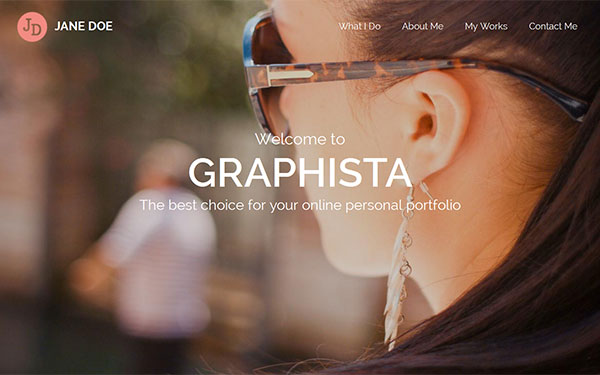 JD
JANE DOE
What I Do
About Me
My Works
Contact Me
Welcome to
GRAPHISTA
The best choice for your online personal portfolio